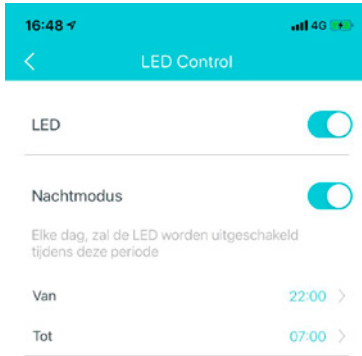 16:48
4G
LED Control
LED
Nachtmodus
Elke dag, zal de LED worden uitgeschakeld
tijdens deze periode
Van 22:00
Tot 07:00